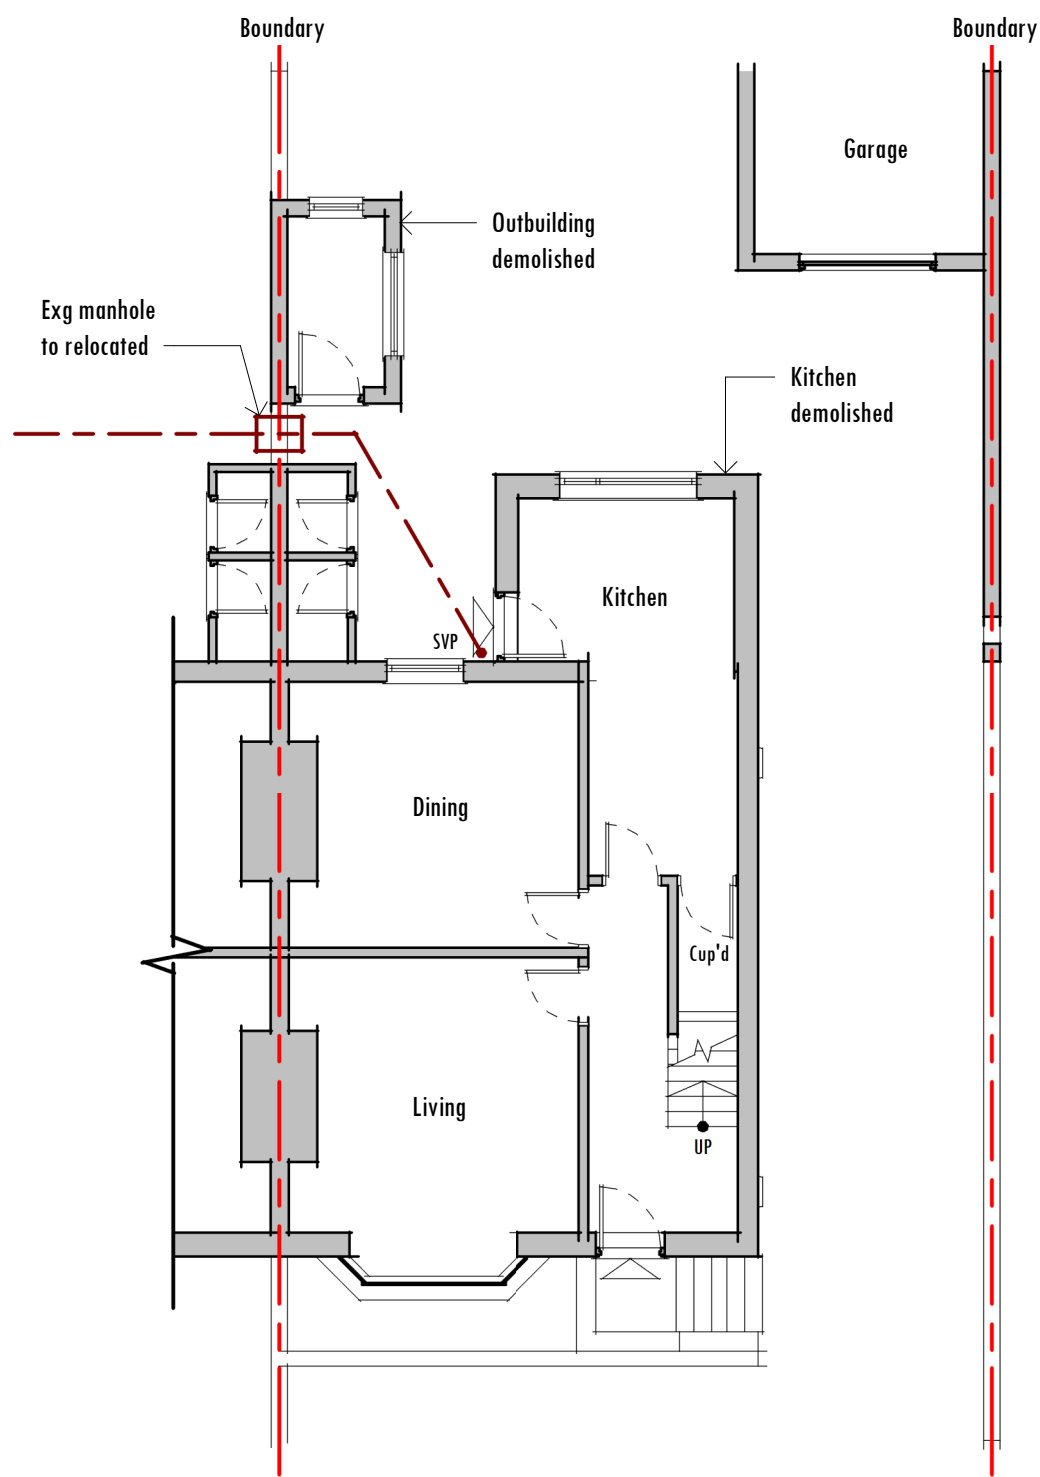 Boundary
Boundary
Garage
Outbuilding
demolished
Exg manhole
to relocated
Kitchen
demolished
Kitchen
SVP
Dining
Cup'd
Living
UP